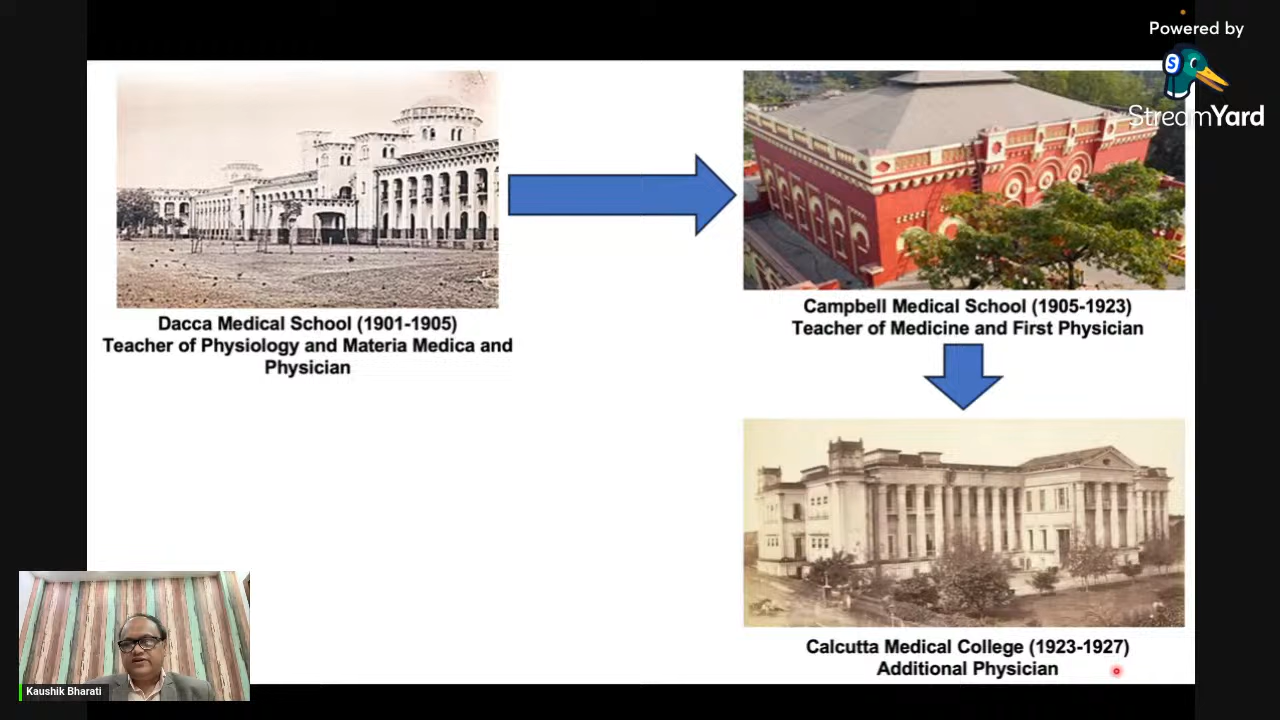 Powered by
S
StreamYard
Dacca Medical School (1901-1905)
Teacher of Physiology and Materia Medica and
Physician
Campbell Medical School (1905-1923)
Teacher of Medicine and First Physician
Calcutta Medical College (1923-1927)
Additional Physician
Kaushik Bharati